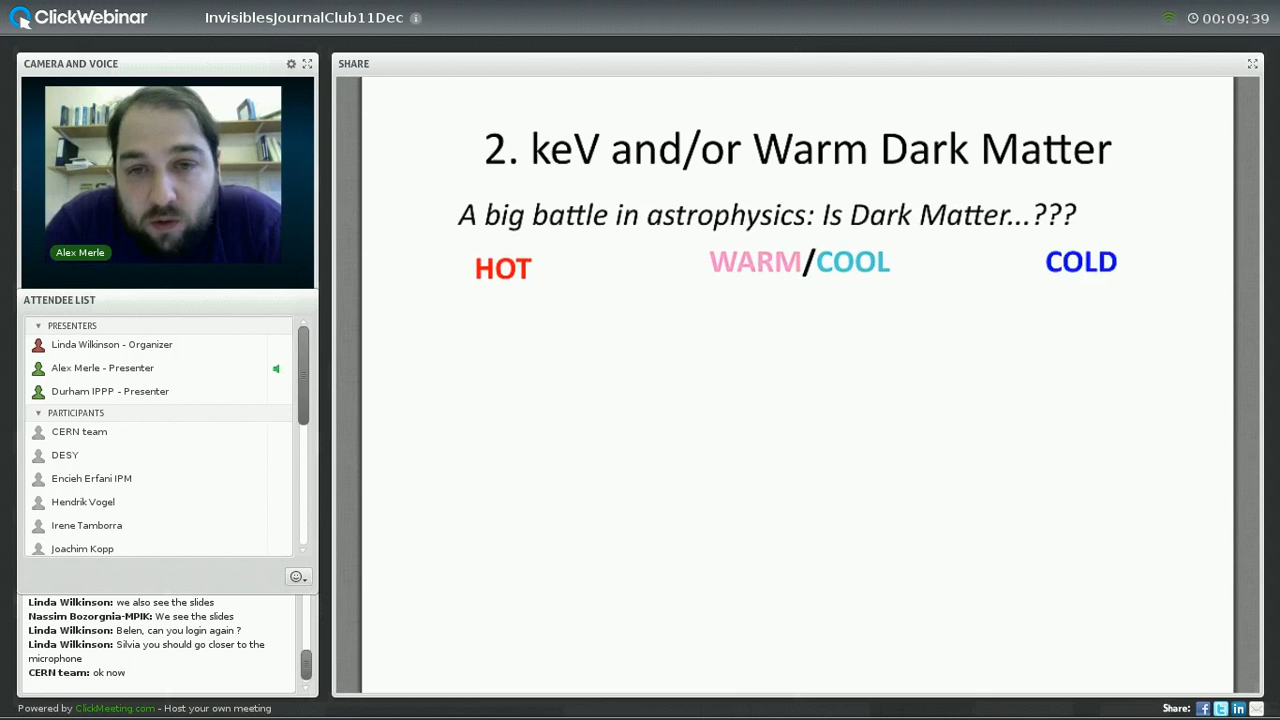 ClickWebinar
InvisiblesJournalClub11Dec
00:09:39
CAMERA AND VOICE
Alex Merle
ATTENDEE LIST
PRESENTERS
Linda Wilkinson - Organizer
Alex Merle - Presenter
Durham IPPP - Presenter
PARTICIPANTS
CERN team
DESY
Encieh Erfani IPM
Hendrik Vogel
Irene Tamborra
Joachim Kopp
Linda Wilkinson: we also see the slides
Nassim Bozorgnia-MPIK: We see the slides
Linda Wilkinson: Belen, can you login again ?
Linda Wilkinson: Silvia you should go closer to the
microphone
CERN team: ok now
SHARE
2. keV and/or Warm Dark Matter
A big battle in astrophysics: Is Dark Matter...???
HOT WARM/COOL COLD
Powered by ClickMeeting.com - Host your own meeting
Share: